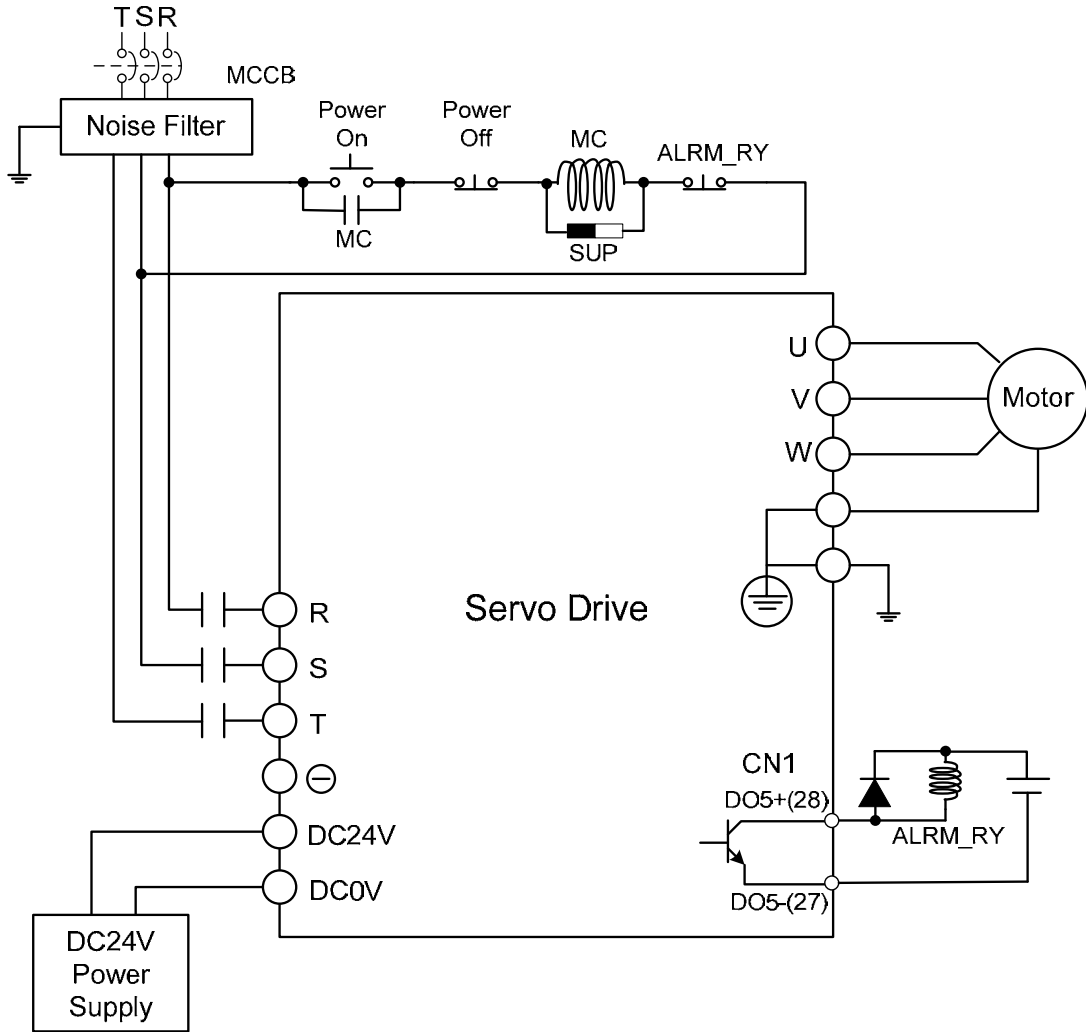 T S R
MCCB
Noise Filter
Power
On
Power
Off
MC
ALRM_RY
MC
SUP
U
V
W
Motor
Servo Drive
R
S
T
DC24V
DC0V
CN1
DO5+(28)
ALRM_RY
DO5-(27)
DC24V
Power
Supply